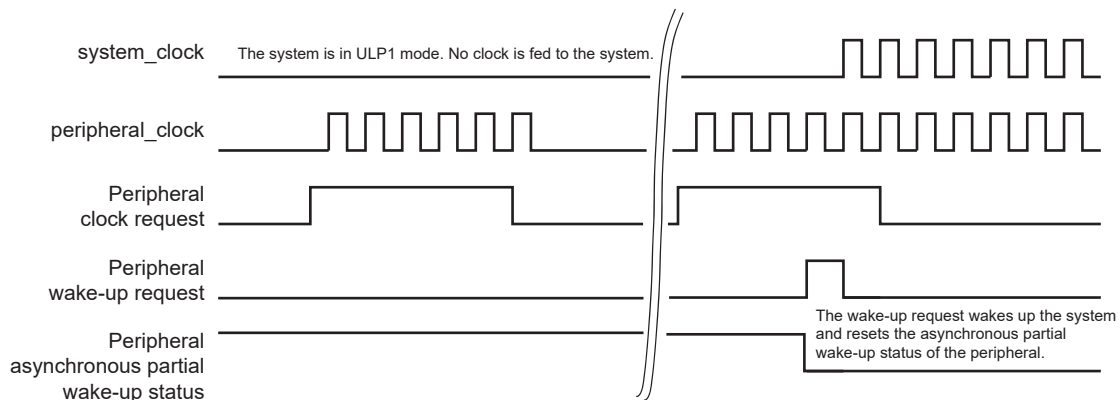 system_clock
The system is in ULP1 mode. No clock is fed to the system.
peripheral_clock
Peripheral
clock request
Peripheral
wake-up request
The wake-up request wakes up the system
and resets the asynchronous partial
wake-up status of the peripheral.
Peripheral
asynchronous partial
wake-up status